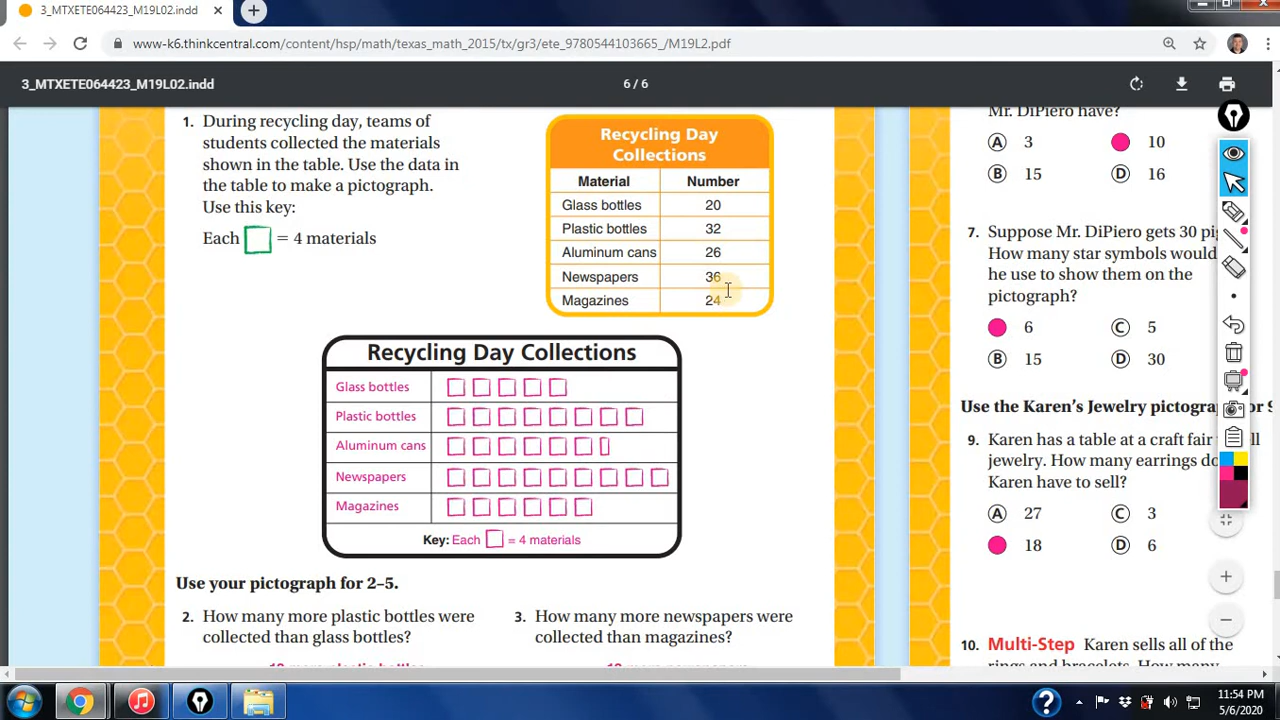 3_MTXETE064423_M19L02.indd
www-k6.thinkcentral.com/content/hsp/math/texas_math_2015/tx/gr3/ete_9780544103665_/M19L2.pdf
3_MTXETE064423_M19L02.indd
6 / 6
1. During recycling day, teams of
students collected the materials
shown in the table. Use the data in
the table to make a pictograph.
Use this key:
Each = 4 materials
Recycling Day
Collections
Material Number
Glass bottles 20
Plastic bottles 32
Aluminum cans 26
Newspapers 36
Magazines 24
Recycling Day Collections
Glass bottles
Plastic bottles
Aluminum cans
Newspapers
Magazines
Key: Each = 4 materials
Use your pictograph for 2–5.
2. How many more plastic bottles were
collected than glass bottles?
3. How many more newspapers were
collected than magazines?
Mr. DiPiero have?
A 3
10
B 15
D 16
7. Suppose Mr. DiPiero gets 30
How many star symbols would
he use to show them on the
pictograph?
6
C 5
B 15
D 30
Use the Karen's Jewelry
9. Karen has a table at a craft fair
jewelry. How many earrings
Karen have to sell?
A 27
C 3
18
D 6
10. Multi-Step Karen sells all of the
rings and bracelets. How many
11:54 PM
5/6/2020